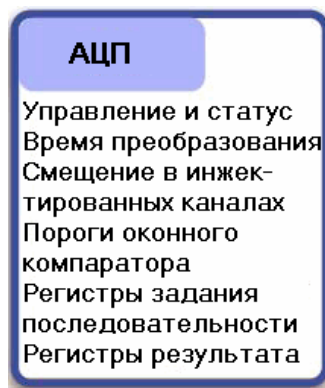 АЦП
Управление и статус
Время преобразования
Смещение в инжек-
тированных каналах
Пороги оконного
компаратора
Регистры задания
последовательности
Регистры результата